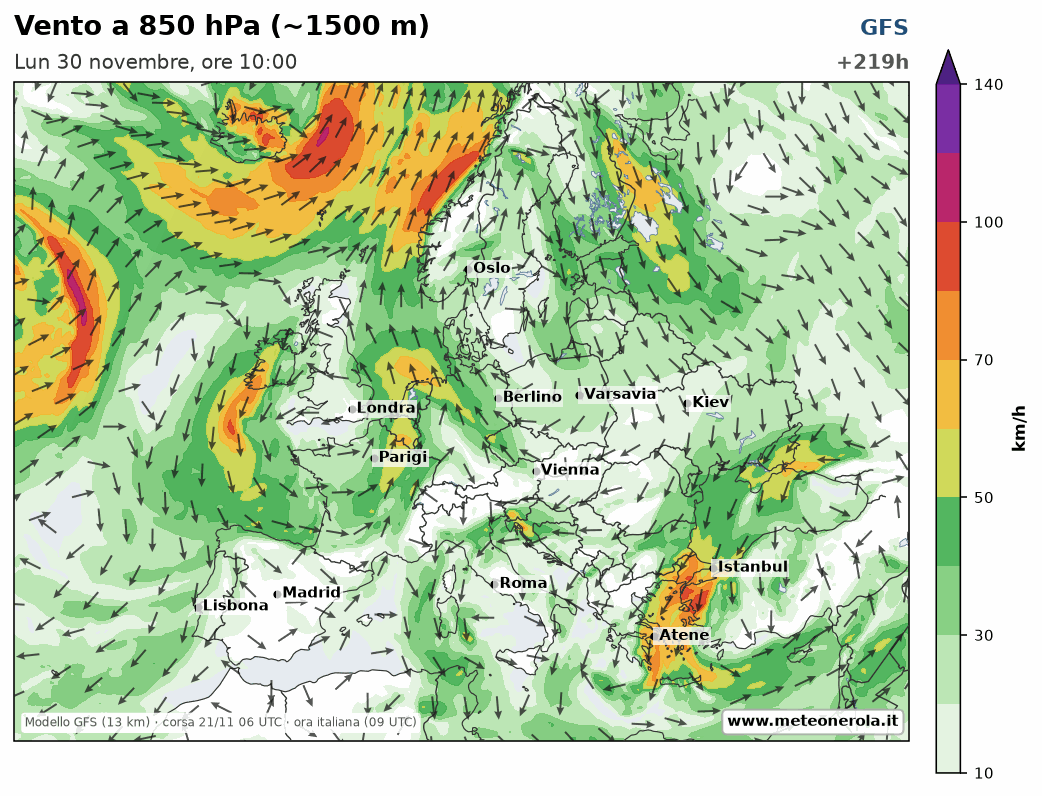 Vento a 850 hPa (~1500 m)
GFS
Lun 30 novembre, ore 10:00
+219h
140
100
70
50
30
10
km/h
Oslo
Berlino
Varsavia
Kiev
Londra
Parigi
Vienna
Istanbul
Roma
Madrid
Lisbona
Atene
Modello GFS (13 km) · corsa 21/11 06 UTC · ora italiana (09 UTC)
www.meteonerola.it